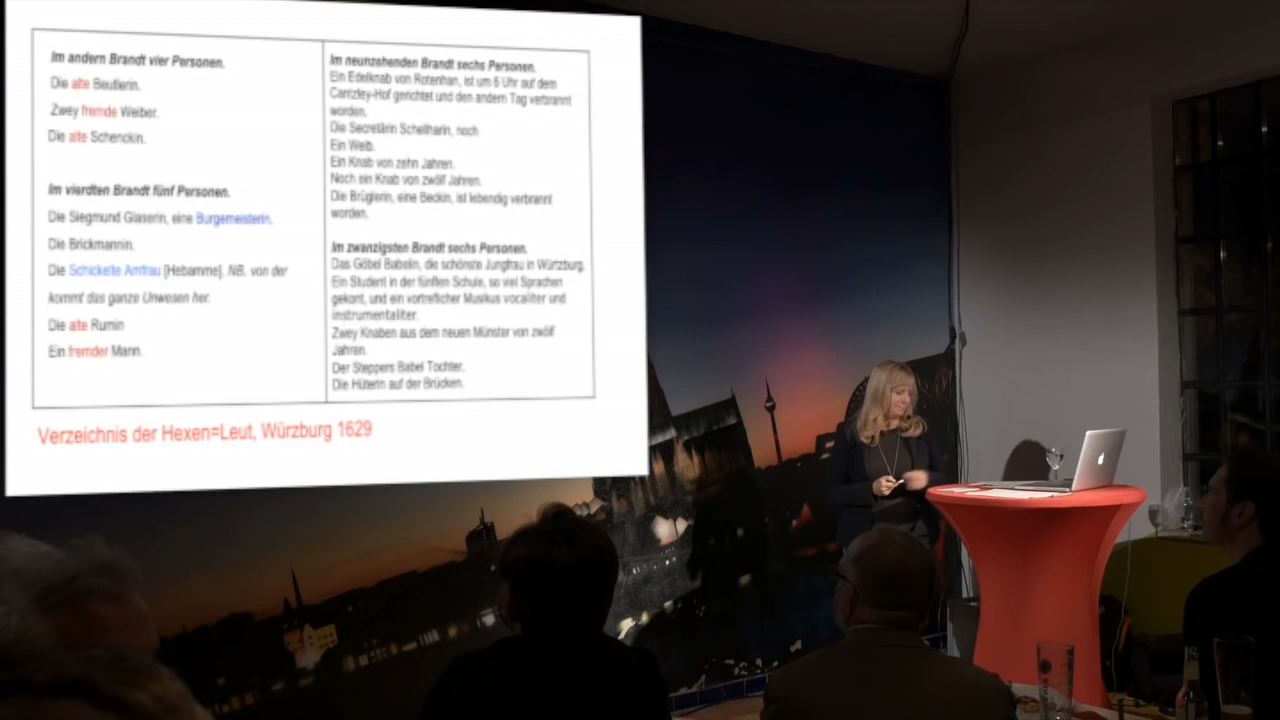 Im andern Brandt vier Personen.
Die alte Beutlerin.
Zwey fremde Weiber.
Die alte Schenckin.
Im vierdten Brandt fünf Personen.
Die Siegmund Glaserin, eine Burgemeisterin.
Die Brickmannin.
Die Schickelte Amfrau [Hebamme]. NB. von der
kommt das ganze Unwesen her.
Die alte Rumin
Ein fremder Mann.
Im neunzehenden Brandt sechs Personen.
Ein Edelknab von Rotenhan, ist um 6 Uhr auf dem
Cantzley-Hof gerichtet und den andern Tag verbrannt
worden.
Die Secretärin Schellharin, noch
Ein Weib.
Ein Knab von zehn Jahren.
Noch ein Knab von zwölf Jahren.
Die Brüglerin, eine Beckin, ist lebendig verbrannt
worden.
Im zwanzigsten Brandt sechs Personen.
Das Göbel Babelin, die schönste Jungfrau in Würtzburg.
Ein Student in der fünften Schule, so viel Sprachen
gekont, und ein vortreflicher Musikus vocaliter und
instrumentaliter.
Zwey Knaben aus dem neuen Münster von zwölf
Jahren.
Der Steppers Babel Tochter.
Die Hüterin auf der Brücken.
Verzeichnis der Hexen=Leut, Würzburg 1629